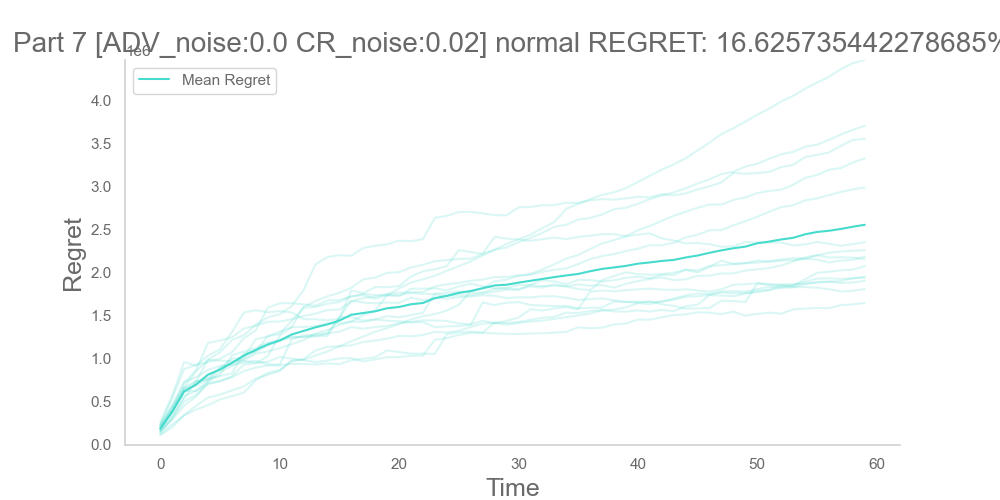 Part 7 [ADV_noise:0.0 CR_noise:0.02] normal REGRET: 16.6257354422278685%
1e6
Mean Regret
4.0
3.5
3.0
2.5
2.0
1.5
1.0
0.5
0.0
Regret
0 10 20 30 40 50 60
Time